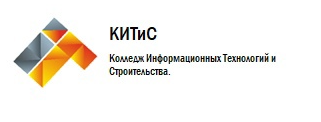 КИТиС
Колледж Информационных Технологий и
Строительства.